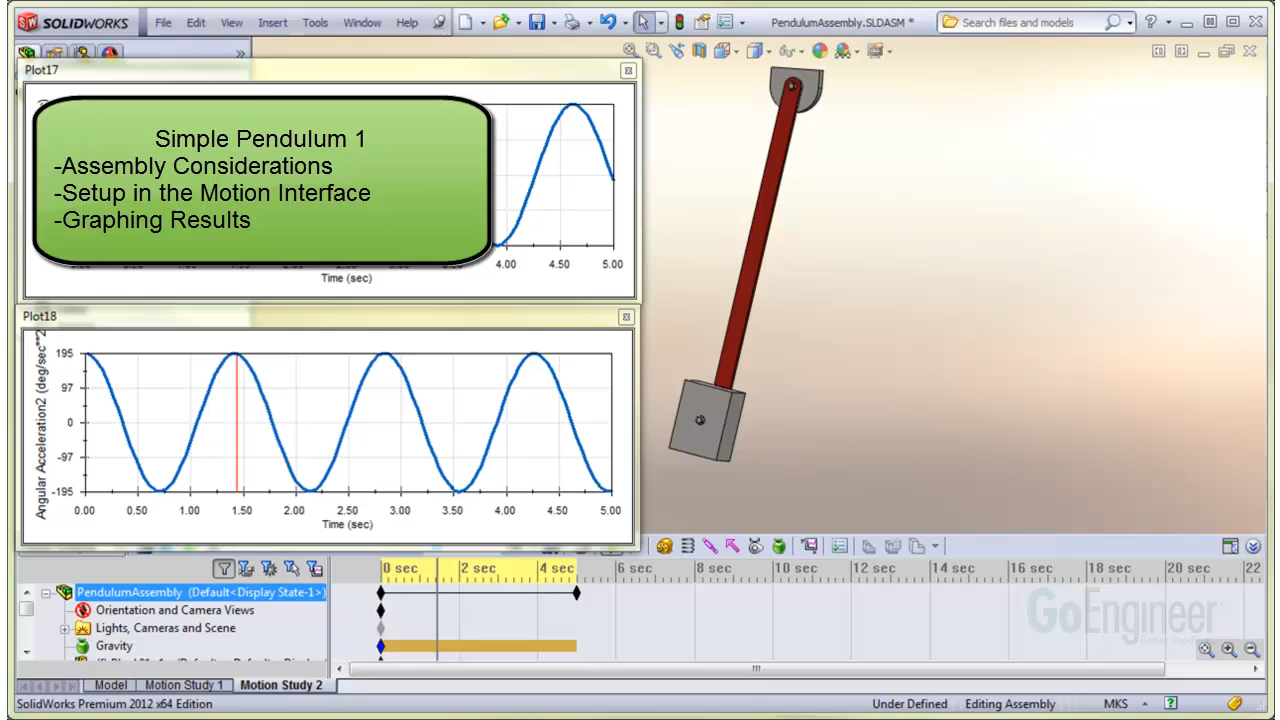 SOLIDWORKS File Edit View Insert Tools Window Help PendulumAssembly.SLDASM * Search files and models
Plot17
Simple Pendulum 1
-Assembly Considerations
-Setup in the Motion Interface
-Graphing Results
4.00 4.50 5.00
Time (sec)
Plot18
Angular Acceleration2 (deg/sec**2
195
97
0
-97
-195
0.00 0.50 1.00 1.50 2.00 2.50 3.00 3.50 4.00 4.50 5.00
Time (sec)
0 sec 2 sec 4 sec 6 sec 8 sec 10 sec 12 sec 14 sec 16 sec 18 sec 20 sec 22
PendulumAssembly (Default<Display State-1>)
Orientation and Camera Views
Lights, Cameras and Scene
Gravity
GoEngineer
Model Motion Study 1 Motion Study 2
SolidWorks Premium 2012 x64 Edition Under Defined Editing Assembly MKS